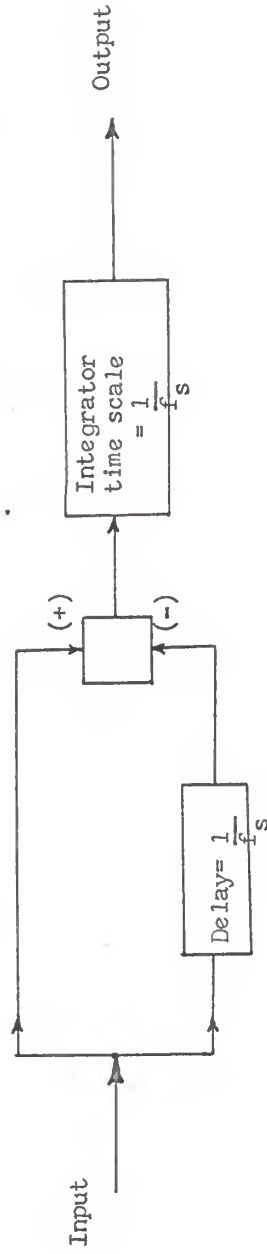 Input
Delay= 1/f_s
(+)
(-)
Integrator
time scale
= 1/f_s
Output